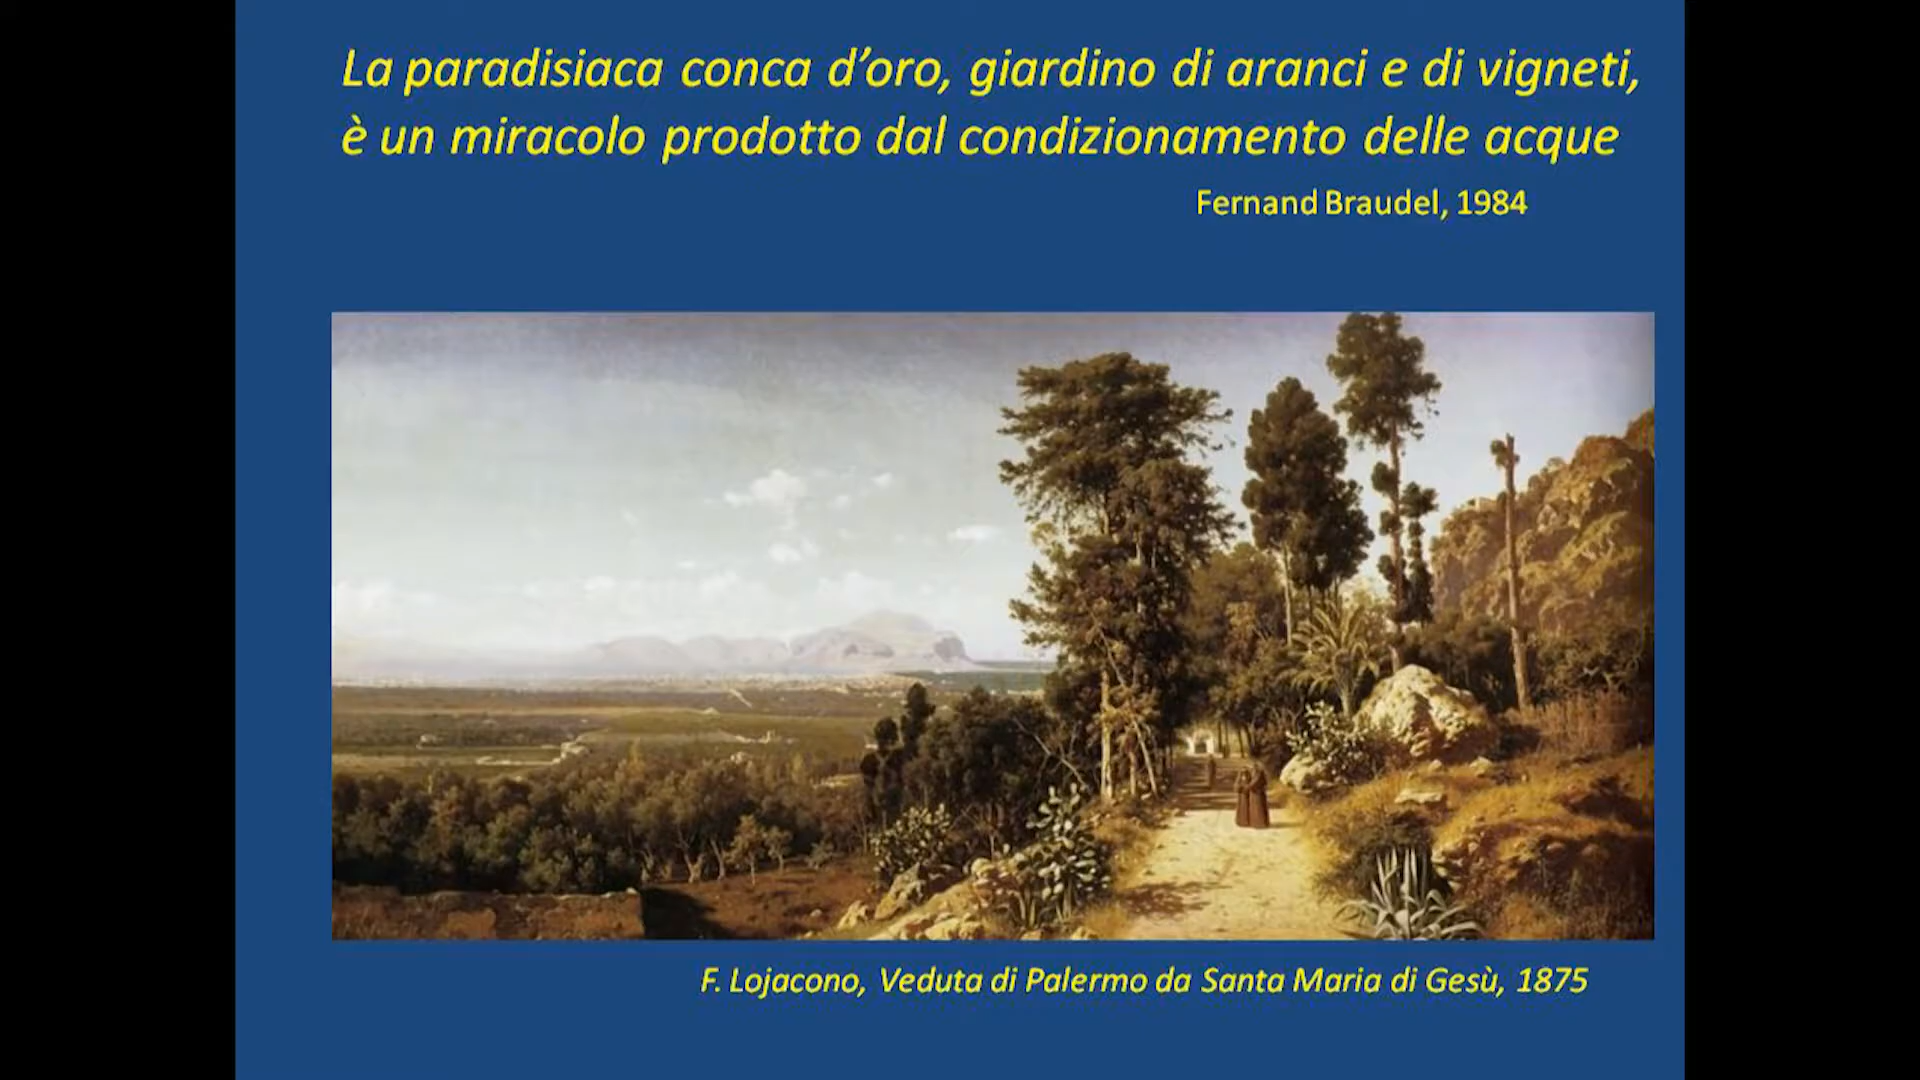 La paradisiaca conca d’oro, giardino di aranci e di vigneti,
è un miracolo prodotto dal condizionamento delle acque
Fernand Braudel, 1984
F. Lojacono, Veduta di Palermo da Santa Maria di Gesù, 1875